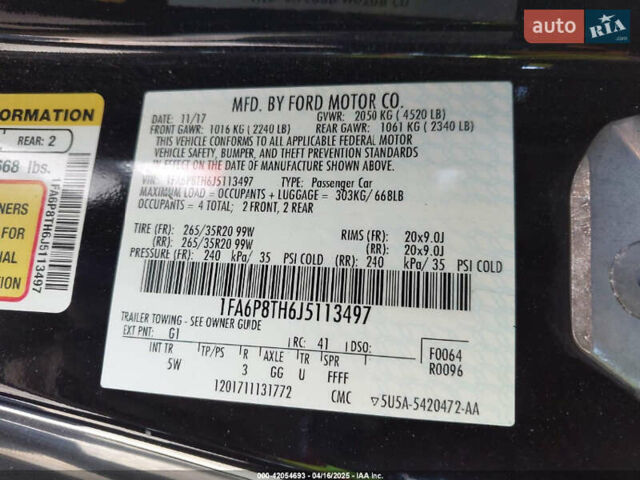 auto RIA .com
ORMATION
REAR: 2
668 lbs.
1FA6P8TH6J5113497
NERS
FOR
NAL
TION
MFD. BY FORD MOTOR CO.
DATE: 11/17 GVWR: 2050 KG ( 4520 LB)
FRONT GAWR: 1016 KG ( 2240 LB) REAR GAWR: 1061 KG ( 2340 LB)
THIS VEHICLE CONFORMS TO ALL APPLICABLE FEDERAL MOTOR
VEHICLE SAFETY, BUMPER, AND THEFT PREVENTION STANDARDS
IN EFFECT ON THE DATE OF MANUFACTURE SHOWN ABOVE.
VIN: 1FA6P8TH6J5113497 TYPE: Passenger Car
MAXIMUM LOAD = OCCUPANTS + LUGGAGE = 303KG/668LB
OCCUPANTS = 4 TOTAL; 2 FRONT, 2 REAR
TIRE (FR): 265/35R20 99W RIMS (FR): 20x9.0J
(RR): 265/35R20 99W (RR): 20x9.0J
PRESSURE (FR): 240 kPa/ 35 PSI COLD (RR): 240 kPa/ 35 PSI COLD
1FA6P8TH6J5113497
TRAILER TOWING - SEE OWNER GUIDE
EXT PNT: G1 RC: 41 DSO: F0064
INT TR TP/PS R AXLE TR SPR R0096
5W 3 GG U FFFF
1201711131772 CMC ▽5U5A-5420472-AA
000-42054693 - 04/16/2025 - IAA Inc.